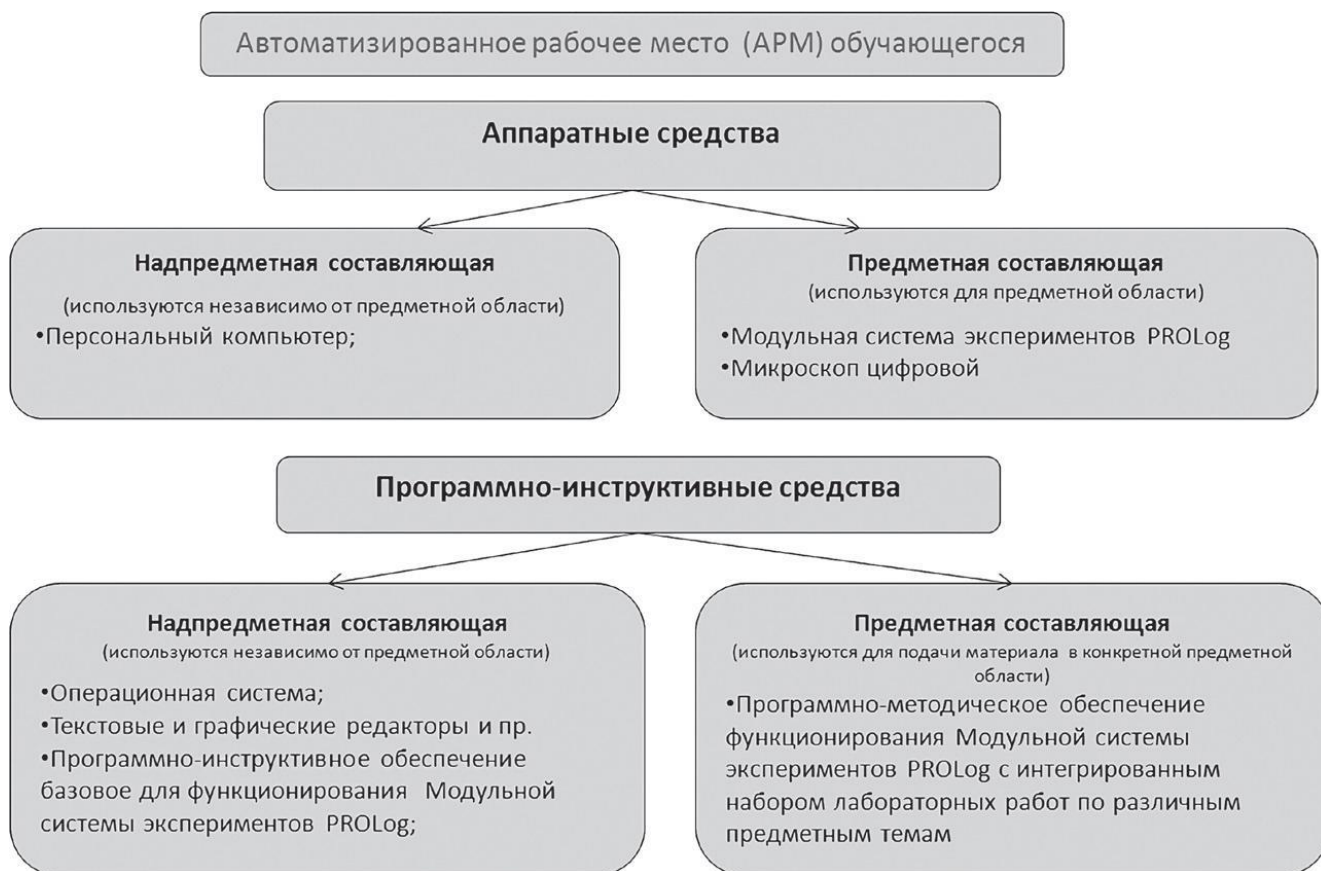 Автоматизированное рабочее место (АРМ) обучающегося
Аппаратные средства
Надпредметная составляющая
(используются независимо от предметной области)
•Персональный компьютер;
Предметная составляющая
(используются для предметной области)
•Модульная система экспериментов PROLog
•Микроскоп цифровой
Программно-инструктивные средства
Надпредметная составляющая
(используются независимо от предметной области)
•Операционная система;
•Текстовые и графические редакторы и пр.
•Программно-инструктивное обеспечение
базовое для функционирования Модульной
системы экспериментов PROLog;
Предметная составляющая
(используются для подачи материала в конкретной предметной
области)
•Программно-методическое обеспечение
функционирования Модульной системы
экспериментов PROLog с интегрированным
набором лабораторных работ по различным
предметным темам